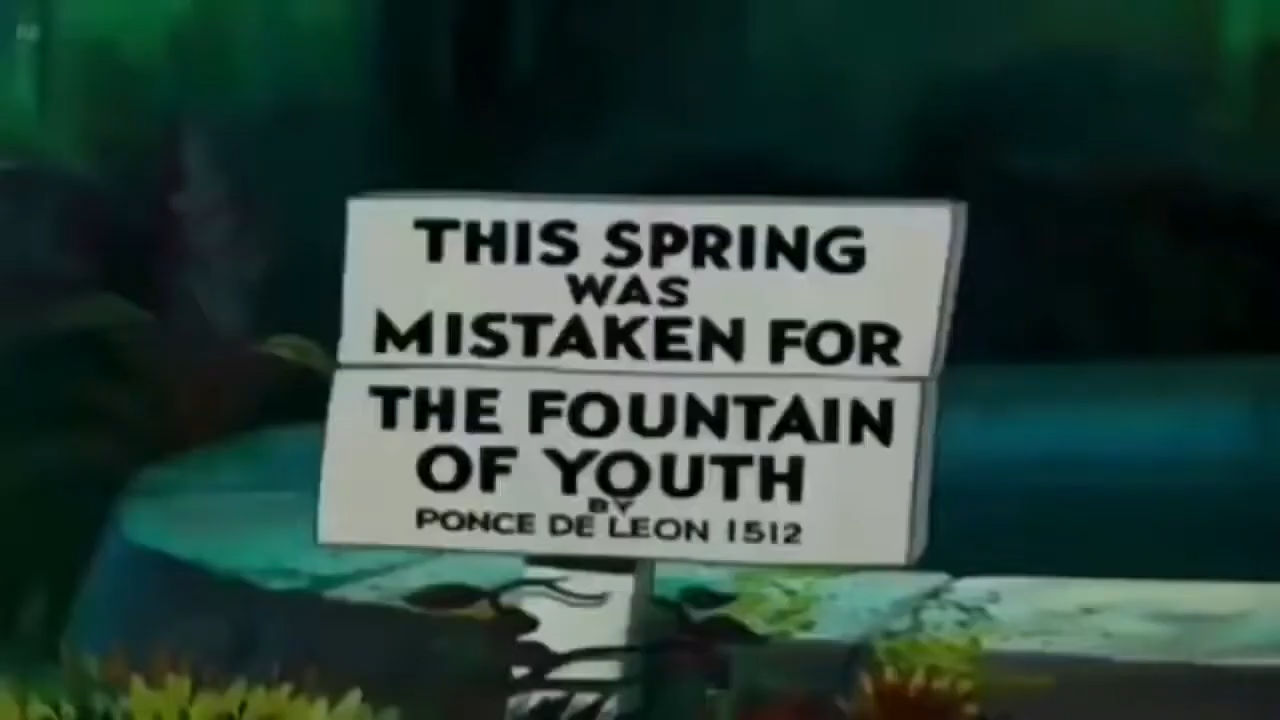 THIS SPRING
WAS
MISTAKEN FOR
THE FOUNTAIN
OF YOUTH
BY
PONCE DE LEON 1512